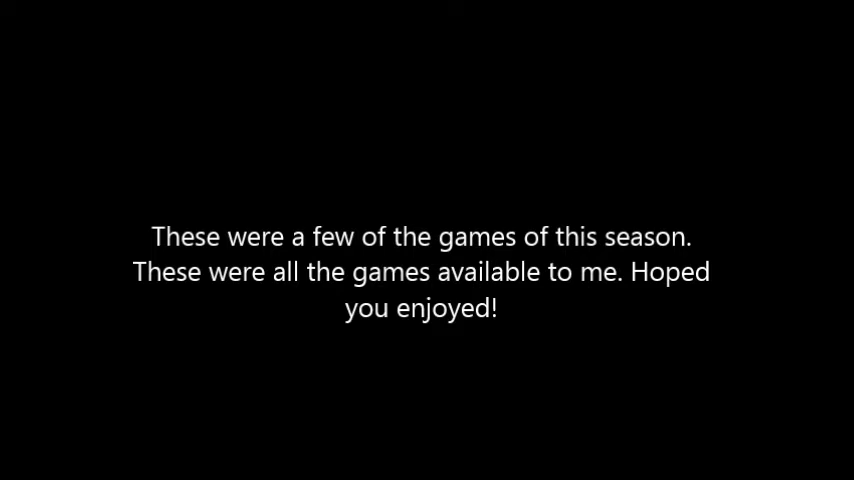 These were a few of the games of this season.
These were all the games available to me. Hoped
you enjoyed!